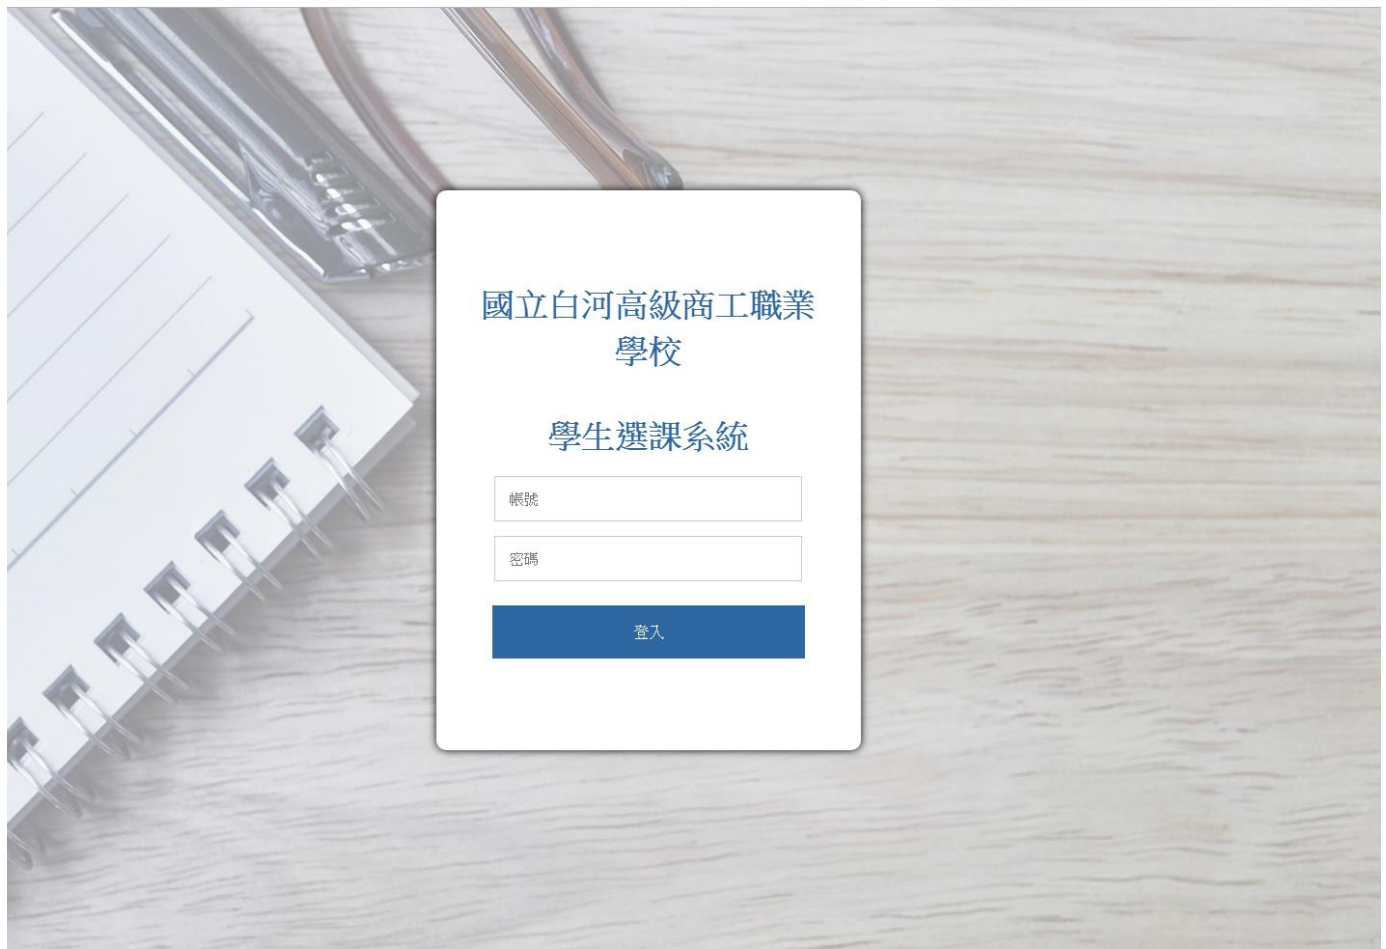 國立白河高級商工職業
學校
學生選課系統
帳號
密碼
登入